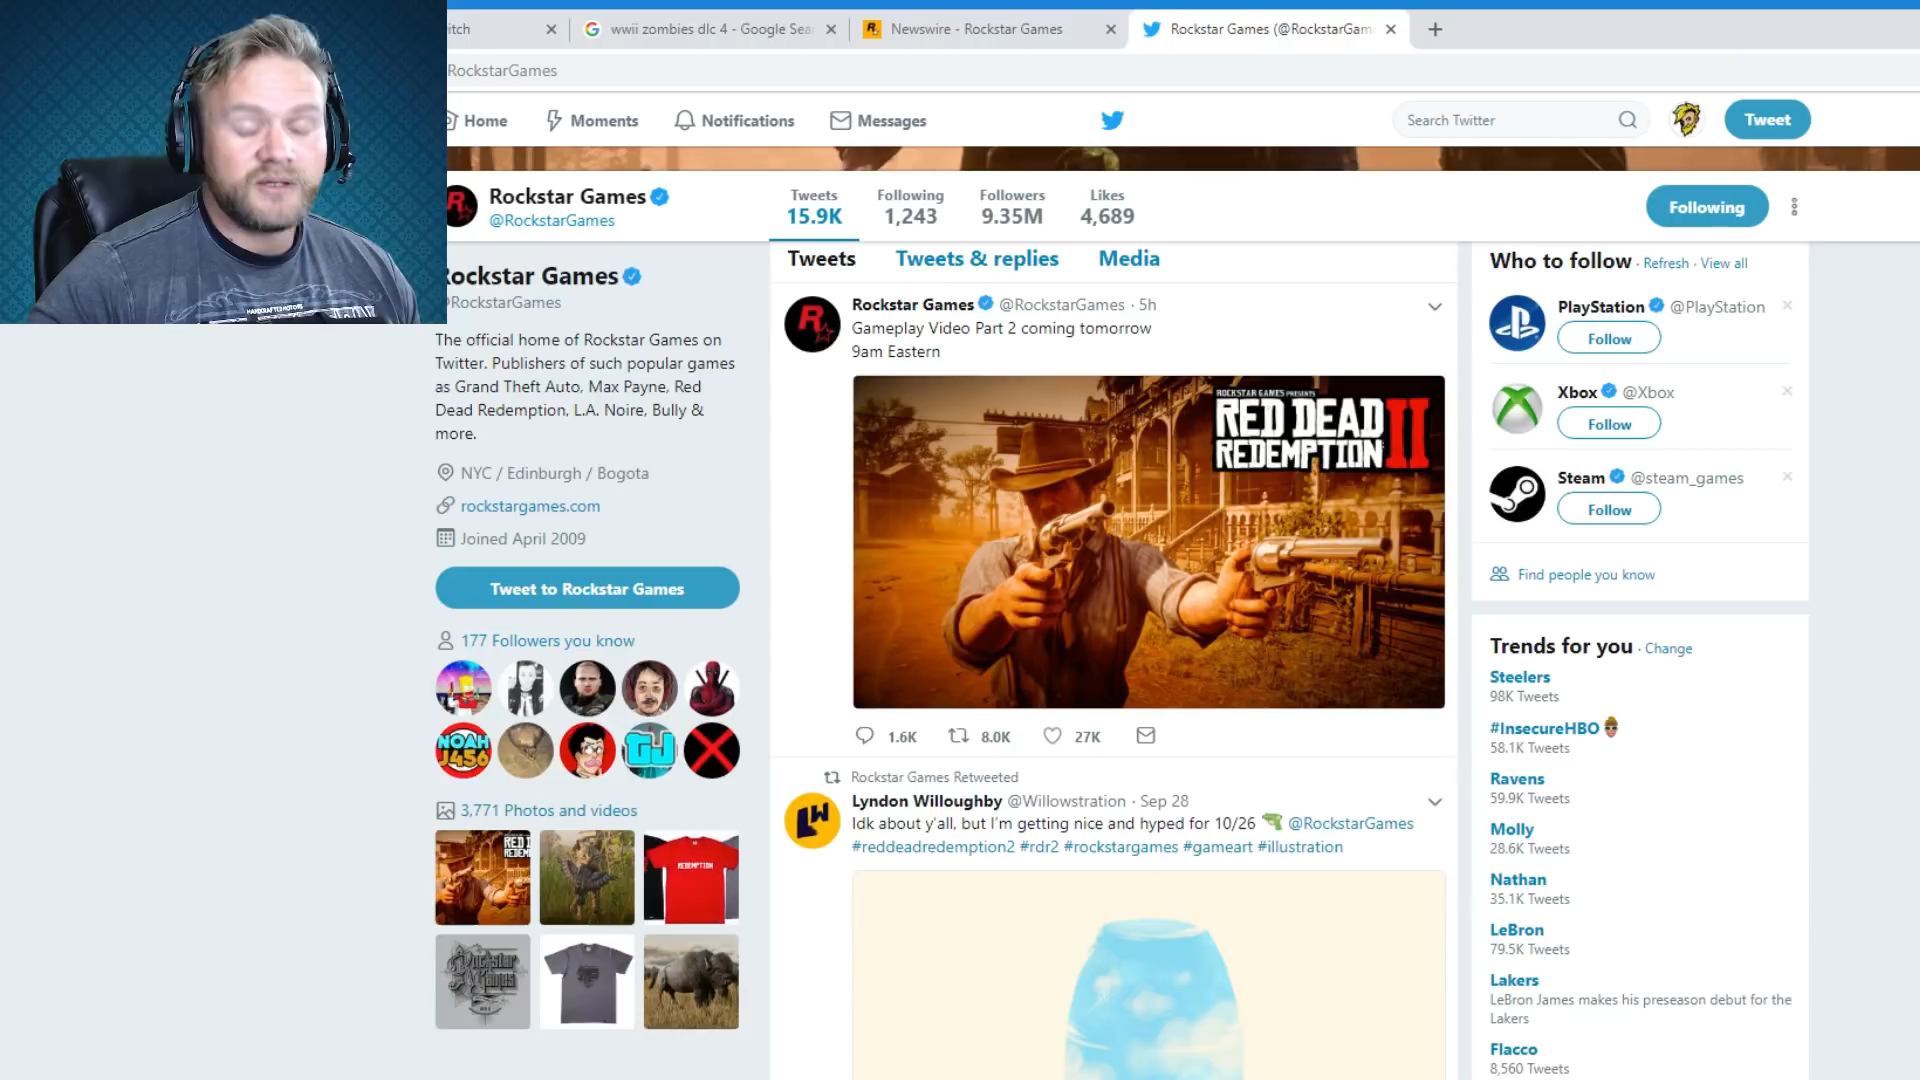 itch
wwii zombies dlc 4 - Google Sea
Newswire - Rockstar Games
Rockstar Games (@RockstarGam
RockstarGames
Home
Moments
Notifications
Messages
Search Twitter
Tweet
Rockstar Games
@RockstarGames
Tweets
15.9K
Following
1,243
Followers
9.35M
Likes
4,689
Following
Rockstar Games
@RockstarGames
The official home of Rockstar Games on
Twitter. Publishers of such popular games
as Grand Theft Auto, Max Payne, Red
Dead Redemption, L.A. Noire, Bully &
more.
NYC / Edinburgh / Bogota
rockstargames.com
Joined April 2009
Tweet to Rockstar Games
177 Followers you know
NOAH
J456
3,771 Photos and videos
REDEMPTION
Tweets
Tweets & replies
Media
Rockstar Games @RockstarGames · 5h
Gameplay Video Part 2 coming tomorrow
9am Eastern
ROCKSTAR GAMES PRESENTS
RED DEAD
REDEMPTION II
1.6K
8.0K
27K
Rockstar Games Retweeted
Lyndon Willoughby @Willowstration · Sep 28
Idk about y'all, but I'm getting nice and hyped for 10/26 @RockstarGames
#reddeadredemption2 #rdr2 #rockstargames #gameart #illustration
Who to follow · Refresh · View all
PlayStation @PlayStation
Follow
Xbox @Xbox
Follow
Steam @steam_games
Follow
Find people you know
Trends for you · Change
Steelers
98K Tweets
#InsecureHBO
58.1K Tweets
Ravens
59.9K Tweets
Molly
28.6K Tweets
Nathan
35.1K Tweets
LeBron
79.5K Tweets
Lakers
LeBron James makes his preseason debut for the
Lakers
Flacco
8,560 Tweets